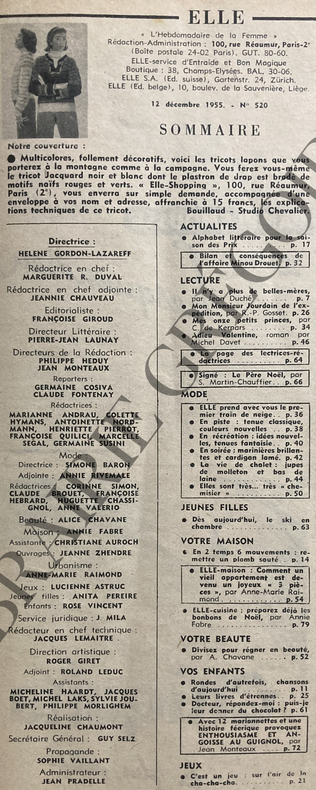 ELLE
« L'Hebdomadaire de la Femme »
Rédaction-Administration : 100, rue Réaumur, Paris-2ᵉ
(Boîte postale 24-02 Paris). GUT. 80-60.
ELLE-service d'Entraide et Bon Magique
Boutique : 38, Champs-Elysées. BAL. 30-06.
ELLE S.A. (Ed. suisse), Gartenstr. 24, Zürich.
ELLE (Ed. belge), 10, boulev. de la Sauvenière, Liège
12 décembre 1955. - N° 520
SOMMAIRE
Notre couverture :
● Multicolores, follement décoratifs, voici les tricots lapons que vous
porterez à la montagne comme à la campagne. Vous ferez vous-même
le tricot Jacquard noir et blanc dont le plastron de drap est brodé de
motifs naïfs rouges et verts. « Elle-Shopping », 100, rue Réaumur,
Paris (2ᵉ), vous enverra sur simple demande, accompagnée d'une
enveloppe à vos nom et adresse, affranchie à 15 francs, les explica-
tions techniques de ce tricot.
Bouillaud - Studio Chevalier.
Directrice :
HELENE GORDON-LAZAREFF
Rédactrice en chef :
MARGUERITE R. DUVAL
Rédactrice en chef adjointe :
JEANNIE CHAUVEAU
Editorialiste :
FRANÇOISE GIROUD
Directeur Littéraire :
PIERRE-JEAN LAUNAY
Directeurs de la Rédaction :
PHILIPPE HEDUY
JEAN MONTEAUX
Reporters :
GERMAINE COSIVA
CLAUDE FONTENAY
Rédactrices :
MARIANNE ANDRAU, COLETTE
HYMANS, ANTOINETTE NORD-
MANN, HENRIETTE PIERROT,
FRANÇOISE QUILICI, MARCELLE
SEGAL, GERMAINE SUSINI
Mode
Directrice : SIMONE BARON
Adjointe : ANNIE RIVEMALE
Rédactrices : CORINNE SIMON,
CLAUDE BROUET, FRANÇOISE
HEBRARD, HUGUETTE CHASSI-
GNOL, ANNE VALERIO
Beauté : ALICE CHAVANE
Maison : ANNIE FABRE
Assistante : CHRISTIANE AUROCH
Ouvrages : JEANNE ZHENDRE
Urbanisme :
ANNE-MARIE RAIMOND
Jeux : LUCIENNE ASTRUC
Jeunes filles : ANITA PEREIRE
Enfants : ROSE VINCENT
Service juridique : J. MILA
Rédacteur en chef technique :
JACQUES LEMAITRE
Direction artistique :
ROGER GIRET
Adjoint : ROLAND LEDUC
Assistants :
MICHELINE HAARDT, JACQUES
BOET, MICHEL LAKS, SYLVIE JOU-
BERT, PHILIPPE MORLIGHEM
Réalisation :
JACQUELINE CHAUMONT
Secrétaire Général : GUY SELZ
Propagande :
SOPHIE VAILLANT
Administrateur :
JEAN PRADELLE
ACTUALITES
● Alphabet littéraire pour la sai-
son des Prix p. 17
● Bilan et conséquences de
l'affaire Minou Drouet, p. 32
LECTURE
● Il n'y a plus de belles-mères,
par Jane Duché p. 7
● Mon Monsieur Jourdain de l'ex-
pédition, par J.-P. Gosset. p. 26
● Mes onze petits princes, par
C. de Kerpars p. 34
● Adieu Valentine, roman par
Michel Davet p. 46
● La page des lectrices-ré-
dactrices p. 64
● Signé : Le Père Noël, par
S. Martin-Chauffier. p. 66
MODE
● ELLE prend avec vous le pre-
mier train de neige. p. 36
● En piste : tenue classique,
couleurs nouvelles p. 38
● En récréation : idées nouvel-
les, tenues fantaisie. p. 40
● En soirée : marinières brillan-
tes et cardigan lamé. p. 42
● La vie de chalet : jupes
de molleton et bas de
laine p. 44
● Elles sont très... très « che-
misier » p. 50
JEUNES FILLES
● Dès aujourd'hui, le ski en
chambre p. 63
VOTRE MAISON
● En 2 temps 6 mouvements : re-
mettre un plomb sauté p. 14
● ELLE-maison : Comment un
vieil appartement est de-
venu un joyeux « 3 piè-
ces », par Anne-Marie Rai-
mond p. 54
● ELLE-cuisine : préparez déjà les
bonbons de Noël, par Annie
Fabre p. 79
VOTRE BEAUTE
● Divisez pour régner en beauté,
par A. Chavane p. 52
VOS ENFANTS
● Rondes d'autrefois, chansons
d'aujourd'hui p. 11
● Leurs livres d'étrennes. p. 25
● Docteur, répondez-moi : puis-je
leur donner du chocolat ? p. 61
● Avec 12 marionnettes et une
histoire féerique provoquez
ENTHOUSIASME ET AN-
GOISSE AU GUIGNOL, par
Jean Monteaux p. 72
JEUX
● C'est un jeu : sur l'air de la
cha-cha-cha p. 21